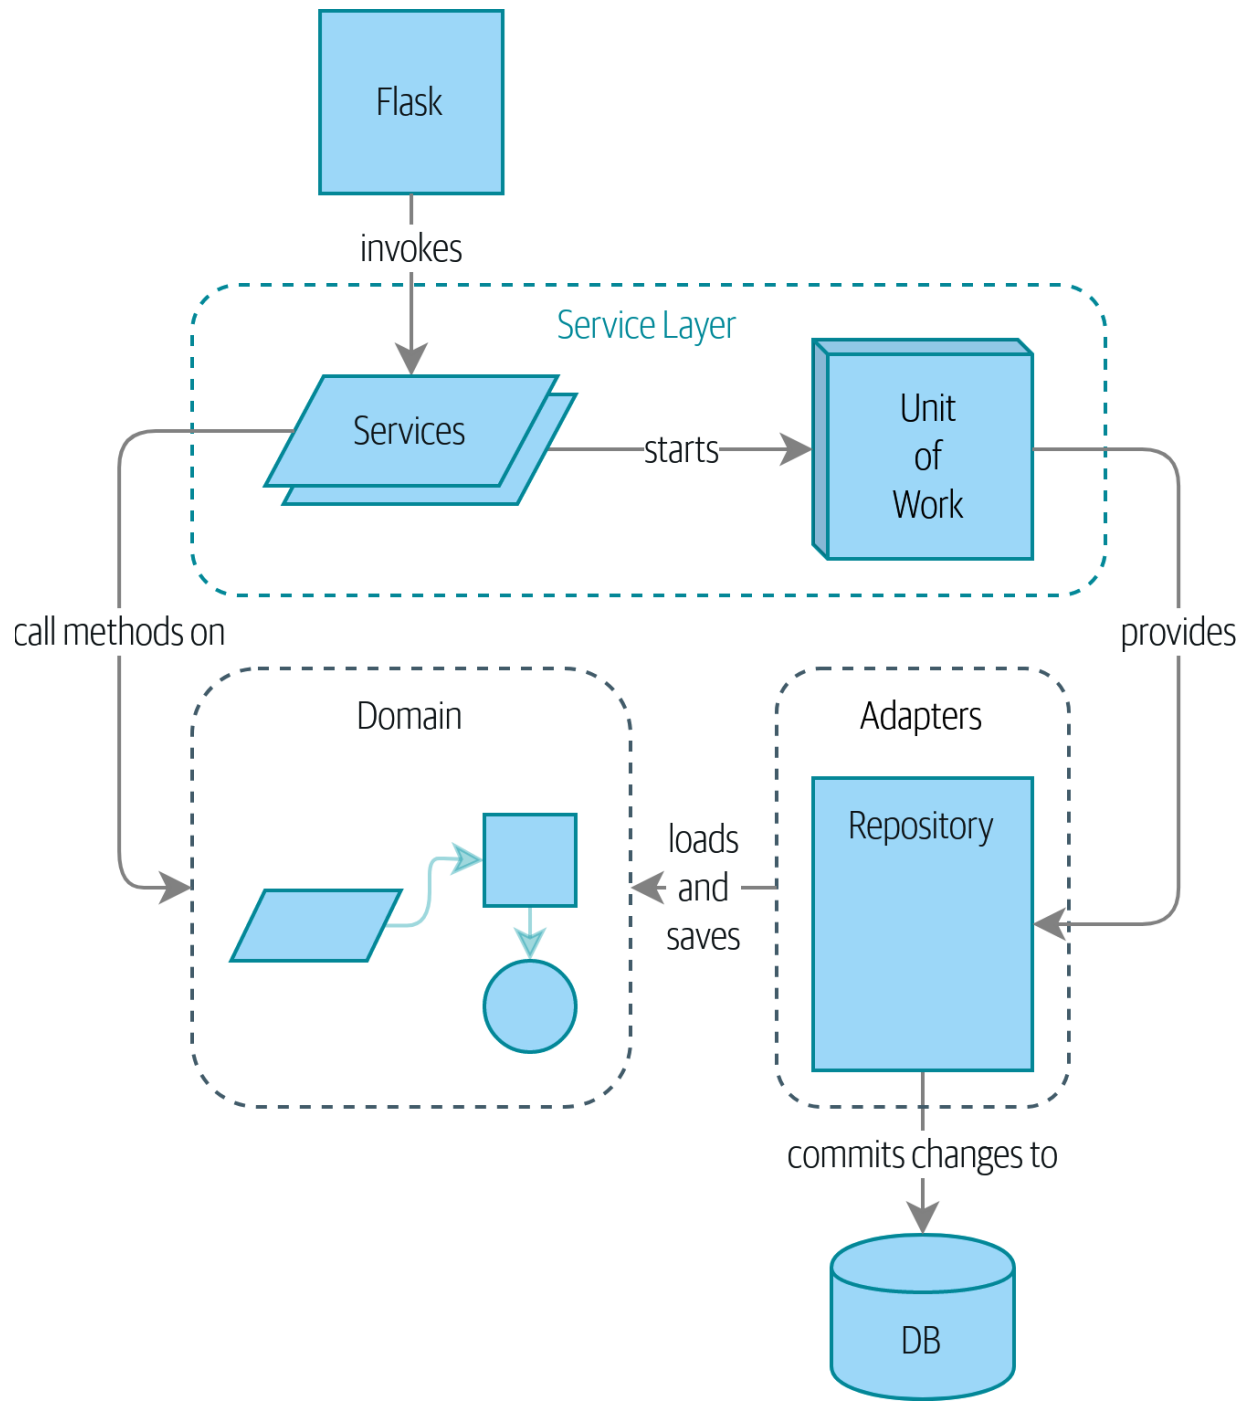 Flask
invokes
Service Layer
Services
starts
Unit
of
Work
call methods on
provides
Domain
Adapters
loads
and
saves
Repository
commits changes to
DB